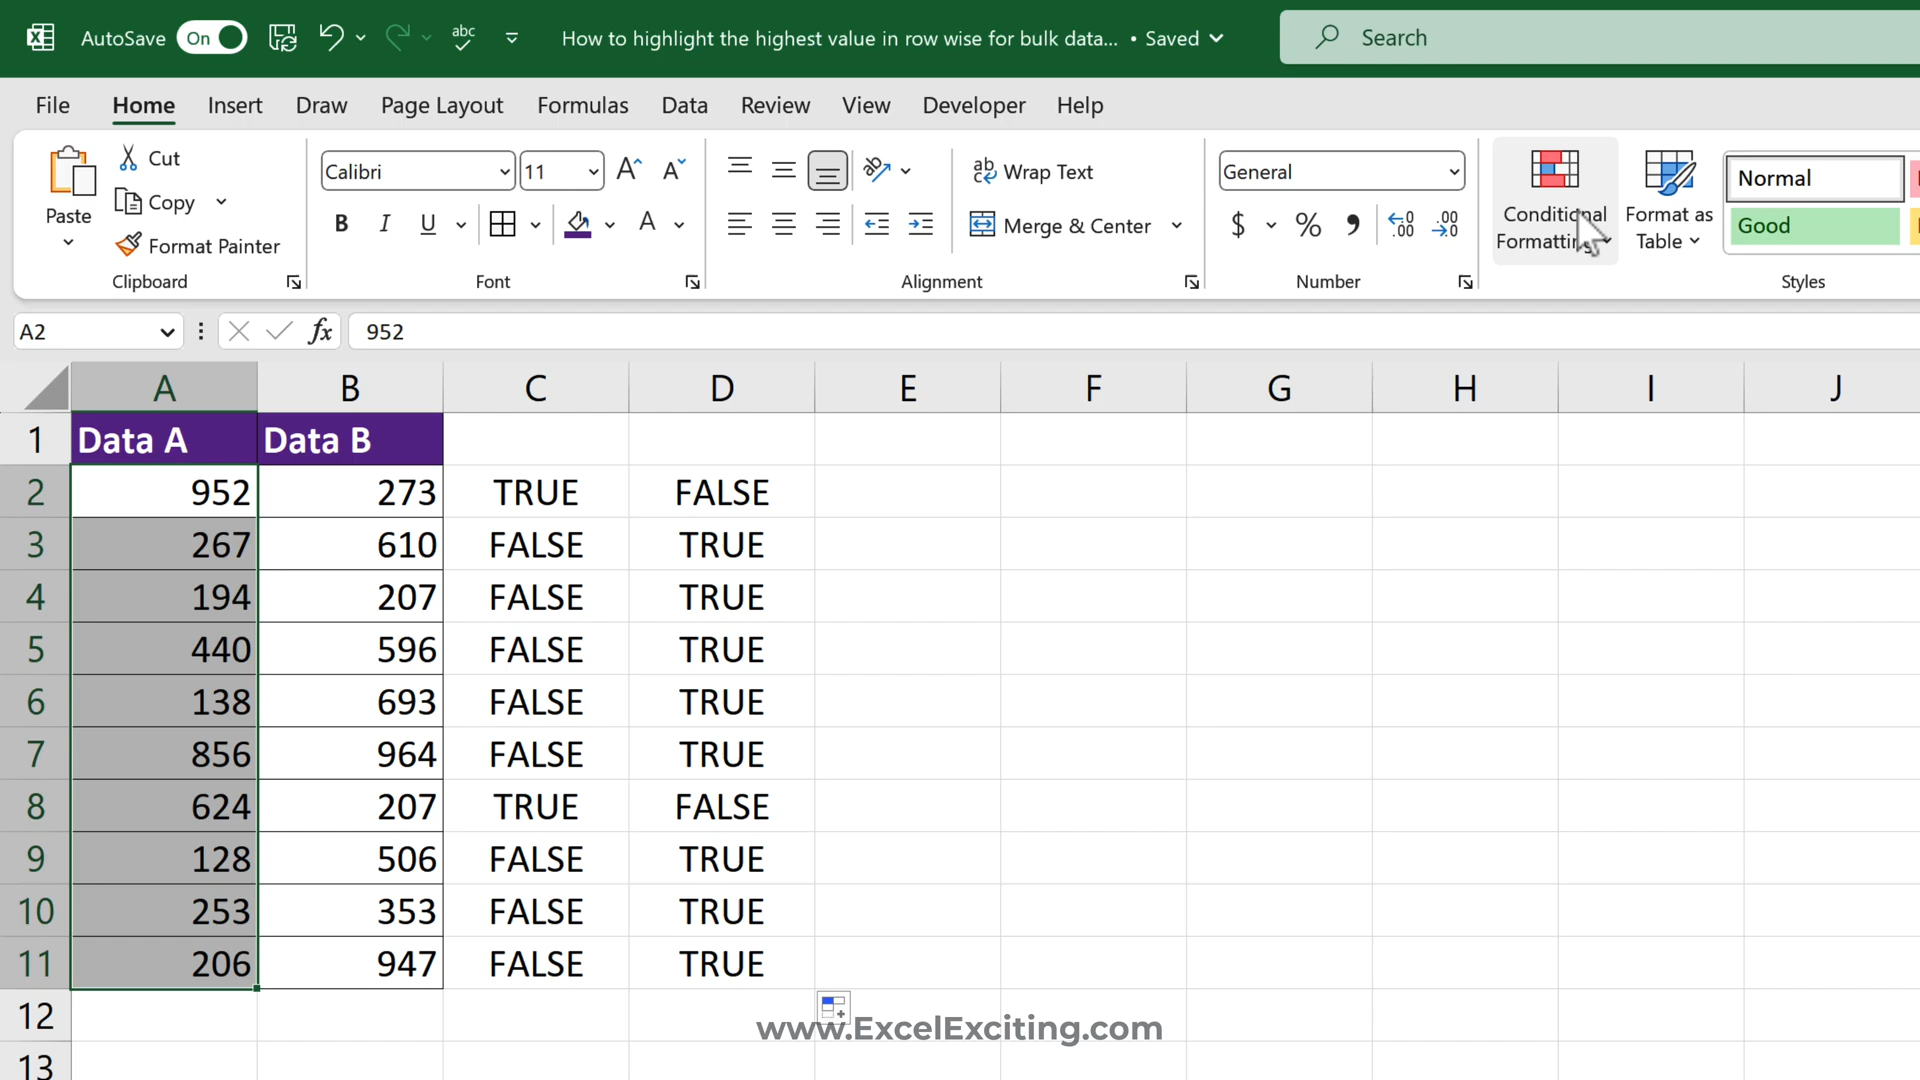 AutoSave On abc How to highlight the highest value in row wise for bulk data... • Saved Search
File Home Insert Draw Page Layout Formulas Data Review View Developer Help
Paste
Cut
Copy
Format Painter
Clipboard
Calibri 11 A A
B I U A
Font
ab Wrap Text
Merge & Center
Alignment
General
$ % , .00 .00
Number
Conditional
Formatting
Format as
Table
Normal
Good
Styles
A2 fx 952
A B C D E F G H I J
1 Data A Data B
2 952 273 TRUE FALSE
3 267 610 FALSE TRUE
4 194 207 FALSE TRUE
5 440 596 FALSE TRUE
6 138 693 FALSE TRUE
7 856 964 FALSE TRUE
8 624 207 TRUE FALSE
9 128 506 FALSE TRUE
10 253 353 FALSE TRUE
11 206 947 FALSE TRUE
12
www.ExcelExciting.com
13